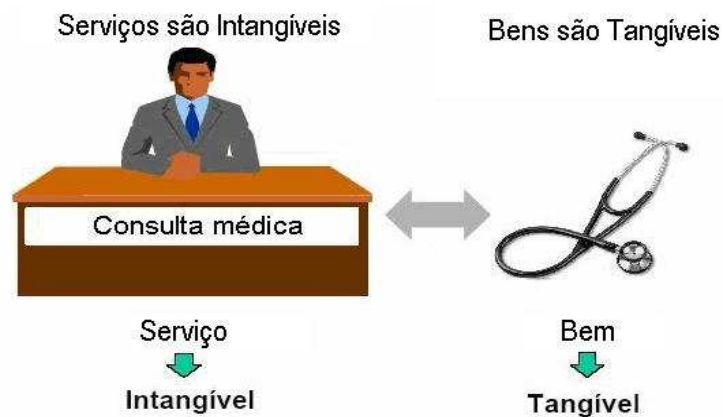 Serviços são Intangíveis
Bens são Tangíveis
Consulta médica
Serviço
Bem
Intangível
Tangível